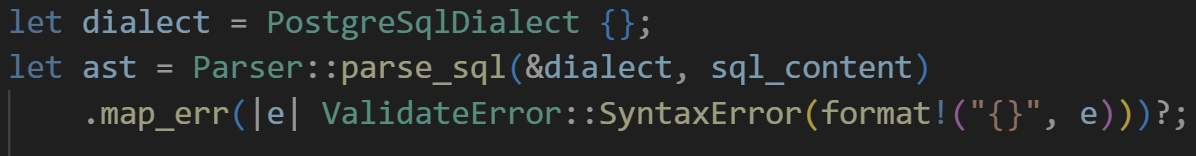 let dialect = PostgreSqlDialect {};
let ast = Parser::parse_sql(&dialect, sql_content)
    .map_err(|e| ValidateError::SyntaxError(format!("{}", e)))?;